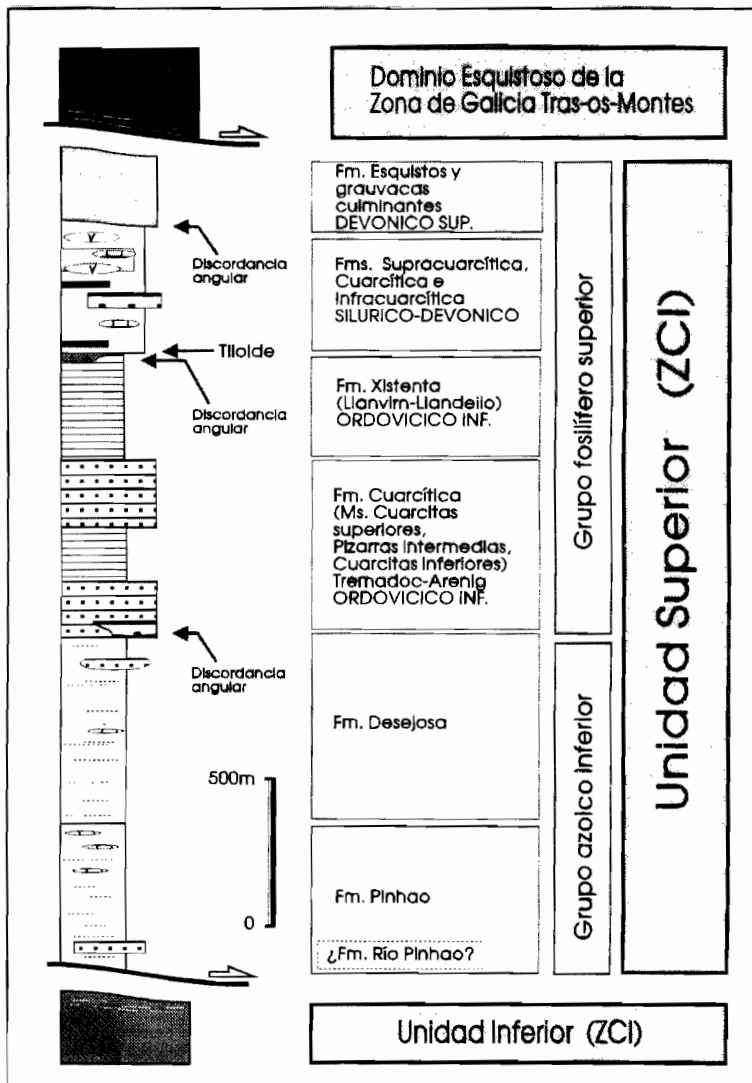 Dominio Esquistoso de la
Zona de Galicia Tras-os-Montes
Fm. Esquistos y
grauvacas
culminantes
DEVONICO SUP.
Discordancia
angular
Fms. Supracuarcítica,
Cuarcítica e
Infracuarcítica
SILURICO-DEVONICO
Tiloide
Discordancia
angular
Fm. Xistenta
(Llanvirn-Llandeilo)
ORDOVICICO INF.
Fm. Cuarcítica
(Ms. Cuarcitas
superiores,
Pizarras Intermedias,
Cuarcitas Inferiores)
Tremadoc-Arenig
ORDOVICICO INF.
Grupo fosilífero superior
Discordancia
angular
Fm. Desejosa
500m
0
Fm. Pinhao
¿Fm. Río Pinhao?
Grupo azoico Inferior
Unidad Superior (ZCI)
Unidad Inferior (ZCI)